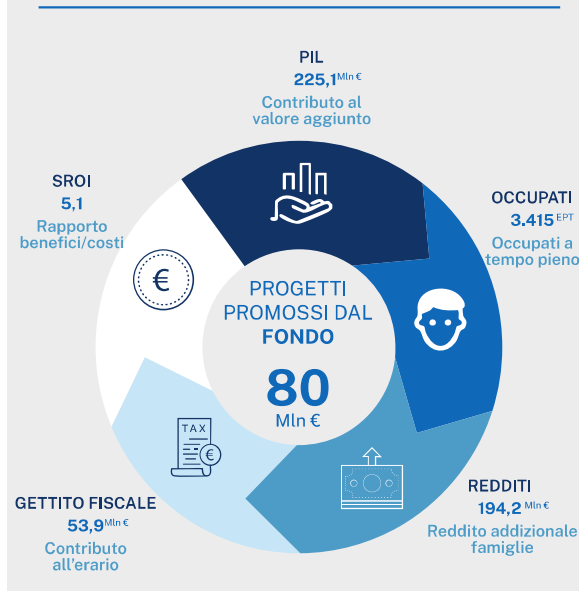 PIL
225,1 Mln €
Contributo al
valore aggiunto
SROI
5,1
Rapporto
benefici/costi
OCCUPATI
3.415 EPT
Occupati a
tempo pieno
€
PROGETTI
PROMOSSI DAL
FONDO
80
Mln €
TAX
€
GETTITO FISCALE
53,9 Mln €
Contributo
all'erario
REDDITI
194,2 Mln €
Reddito addizionale
famiglie